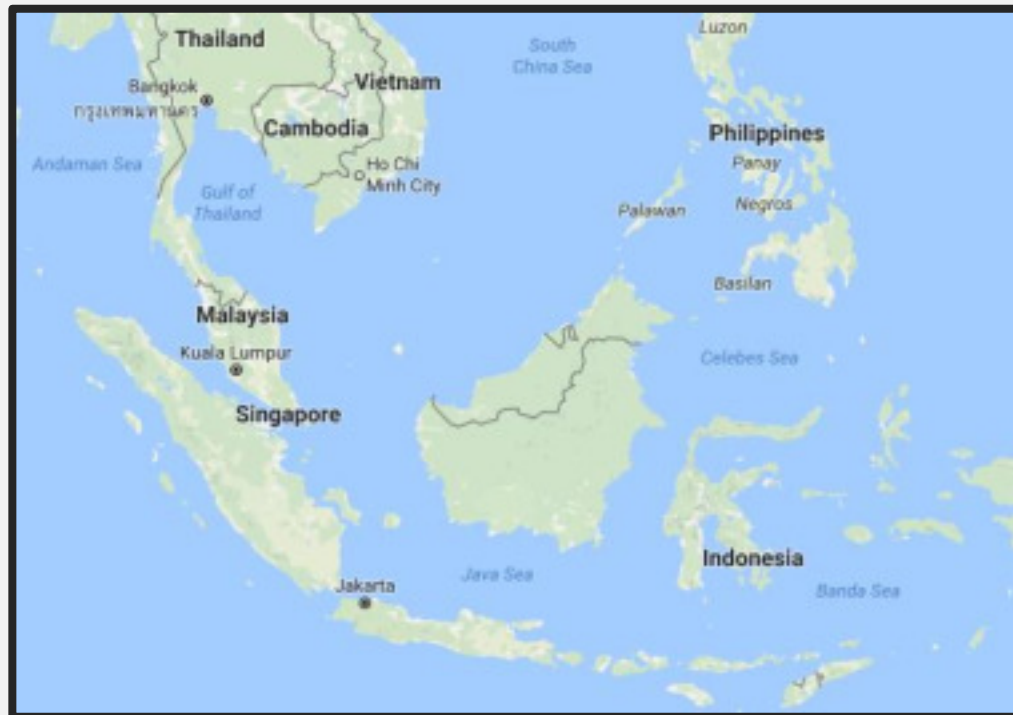 Thailand
Bangkok
กรุงเทพมหานคร
Vietnam
Cambodia
Ho Chi
Minh City
Andaman Sea
Gulf of
Thailand
South
China Sea
Luzon
Philippines
Panay
Palawan
Negros
Basilan
Malaysia
Kuala Lumpur
Singapore
Celebes Sea
Indonesia
Java Sea
Jakarta
Banda Sea